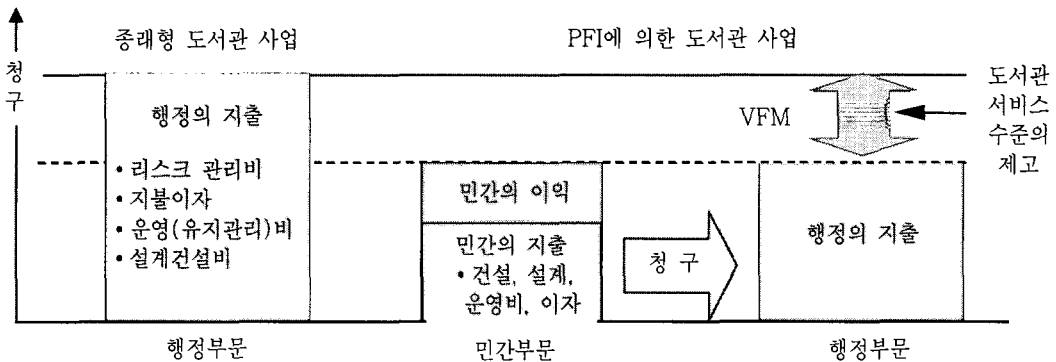 종래형 도서관 사업
PFI에 의한 도서관 사업
청
구
행정의 지출
• 리스크 관리비
• 지불이자
• 운영(유지관리)비
• 설계건설비
민간의 이익
민간의 지출
• 건설, 설계,
운영비, 이자
청 구
VFM
행정의 지출
도서관
서비스
수준의
제고
행정부문
민간부문
행정부문